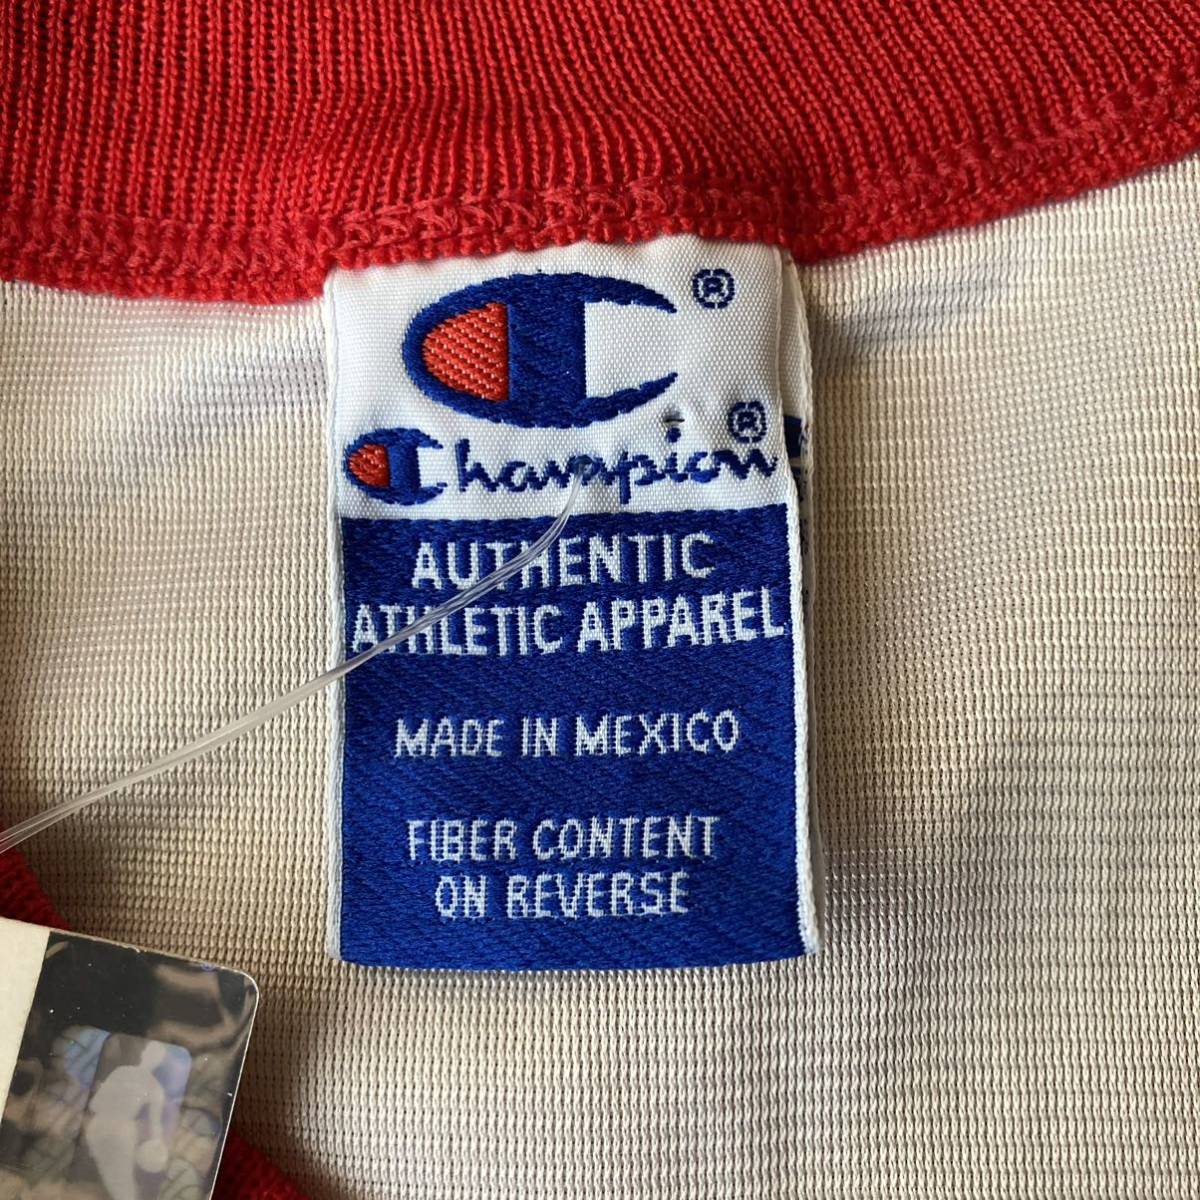 ®
Champion®
AUTHENTIC
ATHLETIC APPAREL
MADE IN MEXICO
FIBER CONTENT
ON REVERSE